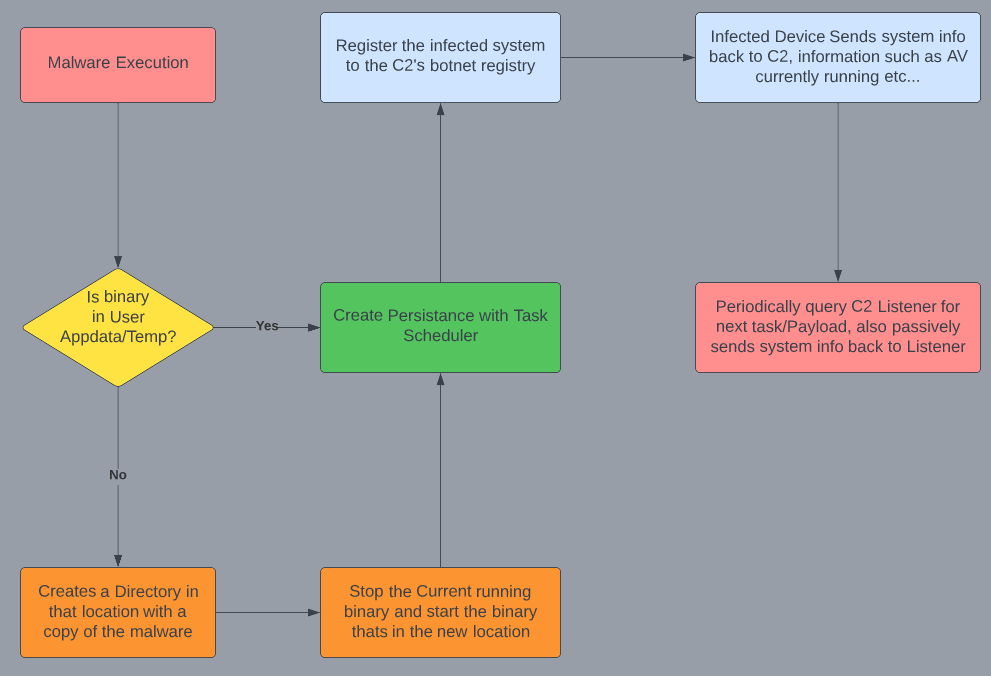 Malware Execution
Register the infected system
to the C2's botnet registry
Infected Device Sends system info
back to C2, information such as AV
currently running etc...
Is binary
in User
Appdata/Temp?
Yes
Create Persistance with Task
Scheduler
Periodically query C2 Listener for
next task/Payload, also passively
sends system info back to Listener
No
Creates a Directory in
that location with a
copy of the malware
Stop the Current running
binary and start the binary
thats in the new location